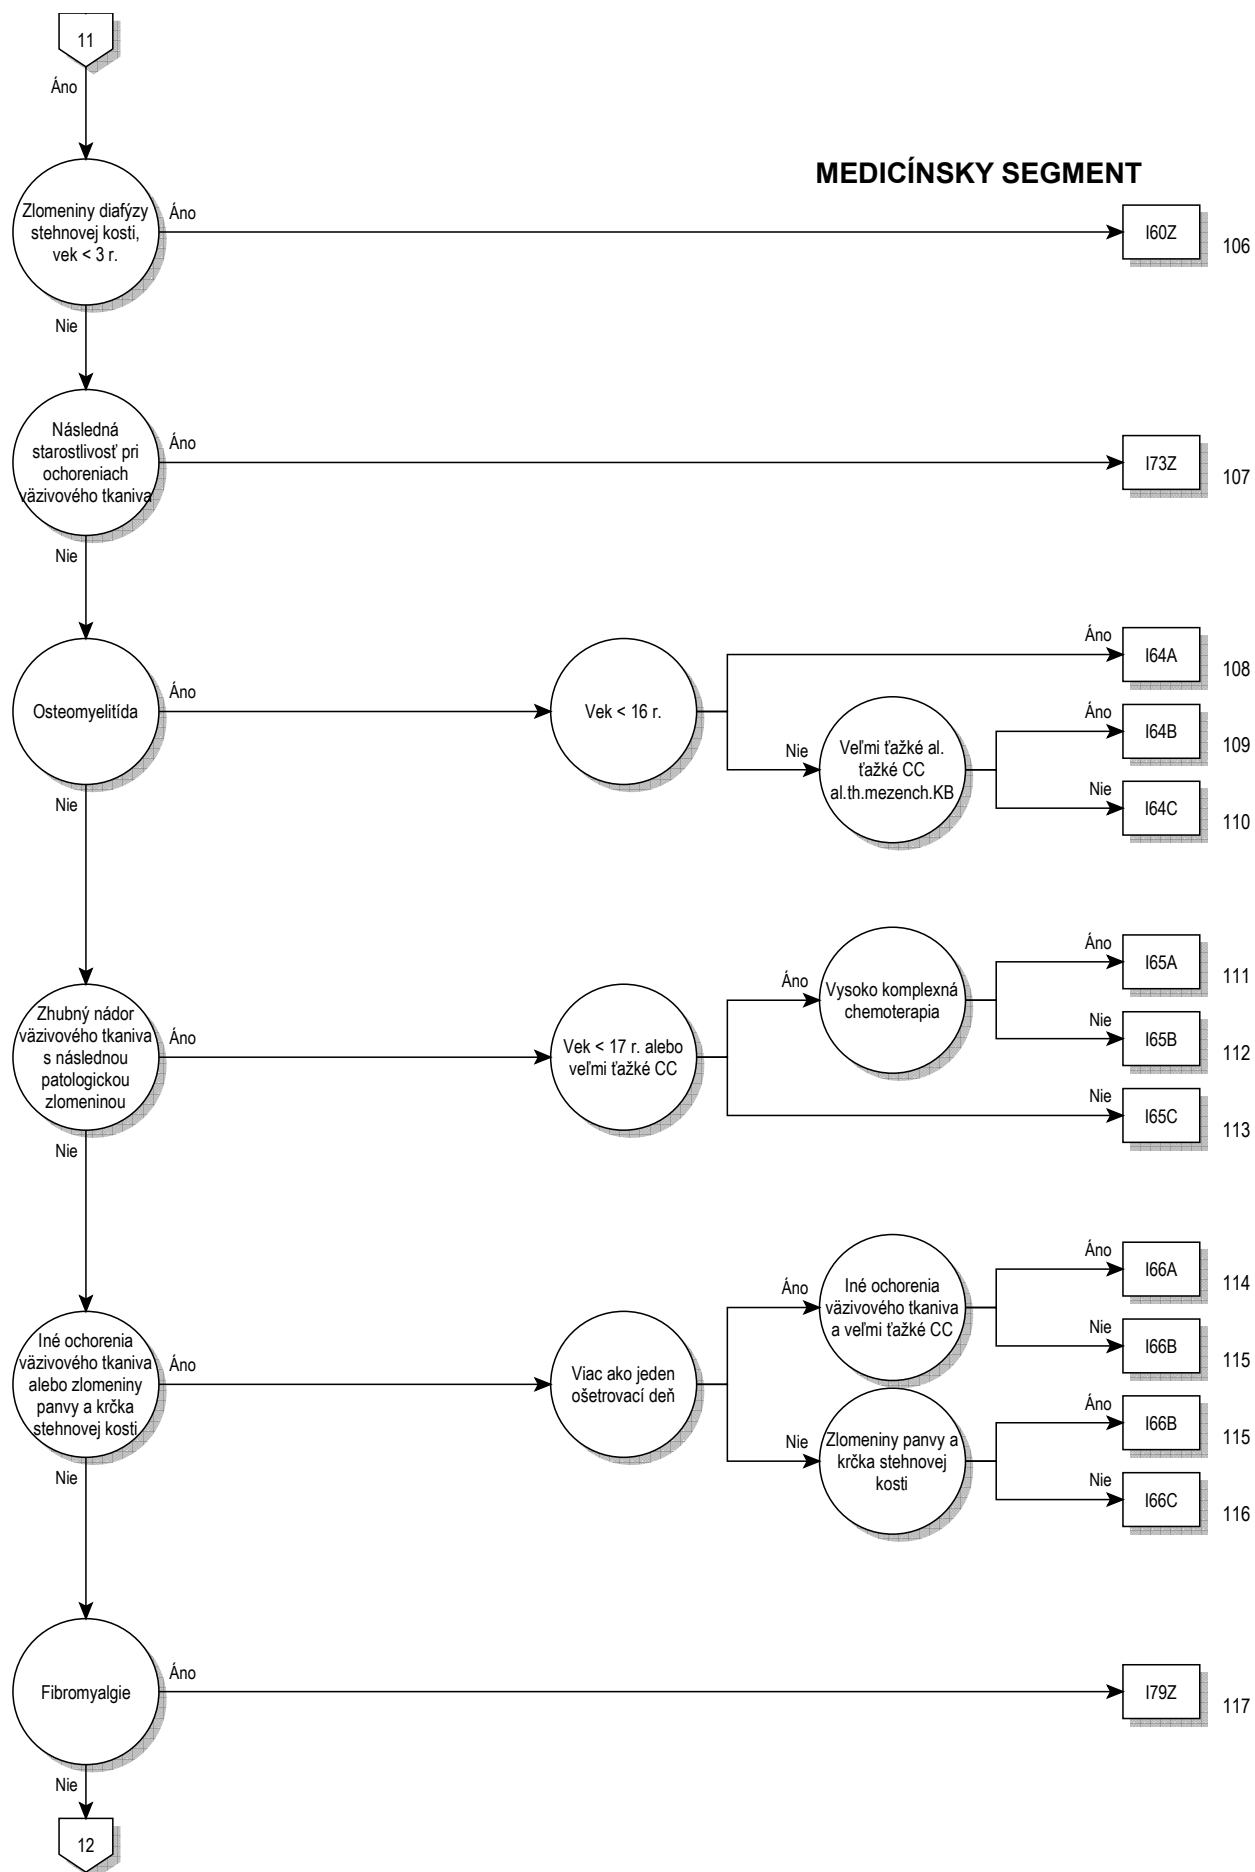 11
Áno
MEDICÍNSKY SEGMENT
Zlomeniny diafýzy
stehnovej kosti,
vek < 3 r.
Áno
I60Z
106
Nie
Následná
starostlivosť pri
ochoreniach
väzivového tkaniva
Áno
I73Z
107
Nie
Osteomyelitída
Áno
Vek < 16 r.
Áno
I64A
108
Nie
Veľmi ťažké al.
ťažké CC
al.th.mezench.KB
Áno
I64B
109
Nie
I64C
110
Nie
Zhubný nádor
väzivového tkaniva
s následnou
patologickou
zlomeninou
Áno
Vek < 17 r. alebo
veľmi ťažké CC
Áno
Vysoko komplexná
chemoterapia
Áno
I65A
111
Nie
I65B
112
Nie
I65C
113
Nie
Iné ochorenia
väzivového tkaniva
alebo zlomeniny
panvy a krčka
stehnovej kosti
Áno
Viac ako jeden
ošetrovací deň
Áno
Iné ochorenia
väzivového tkaniva
a veľmi ťažké CC
Áno
I66A
114
Nie
I66B
115
Nie
Zlomeniny panvy a
krčka stehnovej
kosti
Áno
I66B
115
Nie
I66C
116
Nie
Fibromyalgie
Áno
I79Z
117
Nie
12